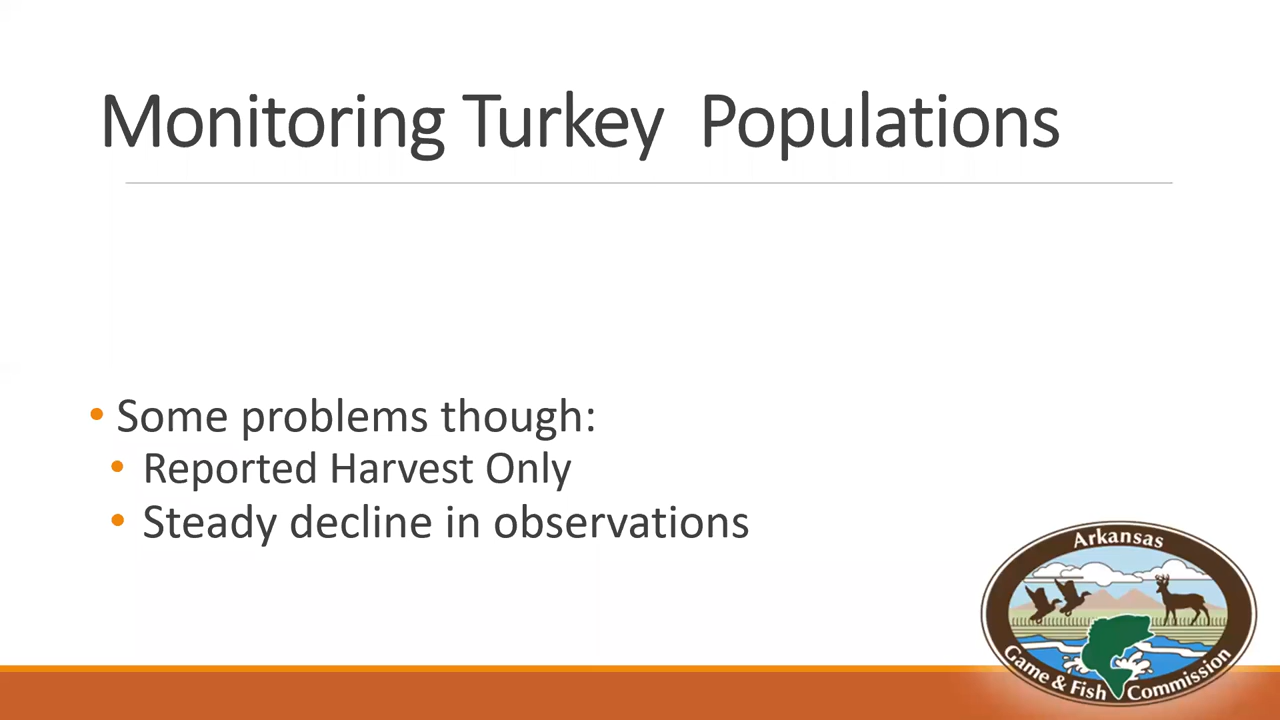 Monitoring Turkey  Populations
• Some problems though:
• Reported Harvest Only
• Steady decline in observations
Arkansas
Game & Fish Commission